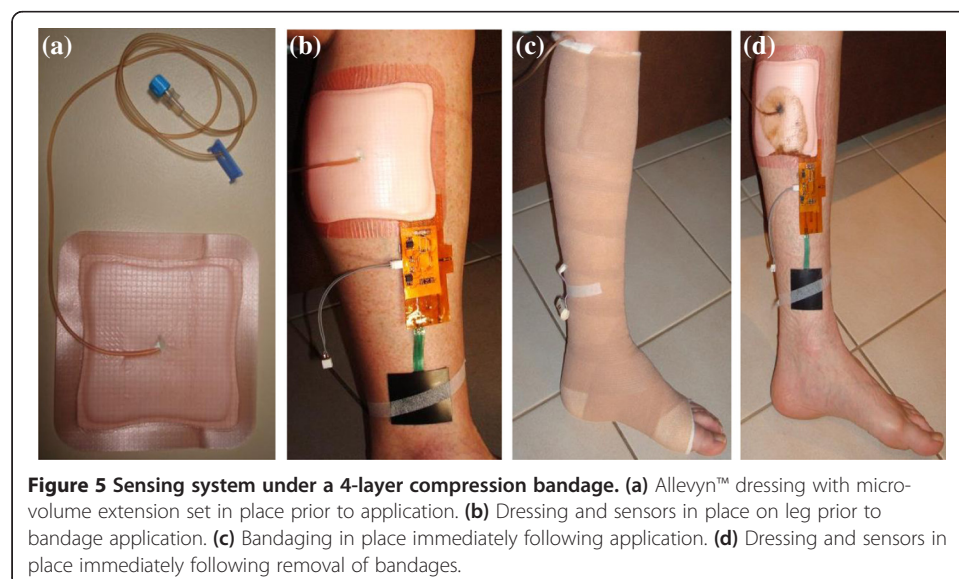 (a) (b) (c) (d)
Figure 5 Sensing system under a 4-layer compression bandage. (a) Allevyn™ dressing with micro-
volume extension set in place prior to application. (b) Dressing and sensors in place on leg prior to
bandage application. (c) Bandaging in place immediately following application. (d) Dressing and sensors in
place immediately following removal of bandages.